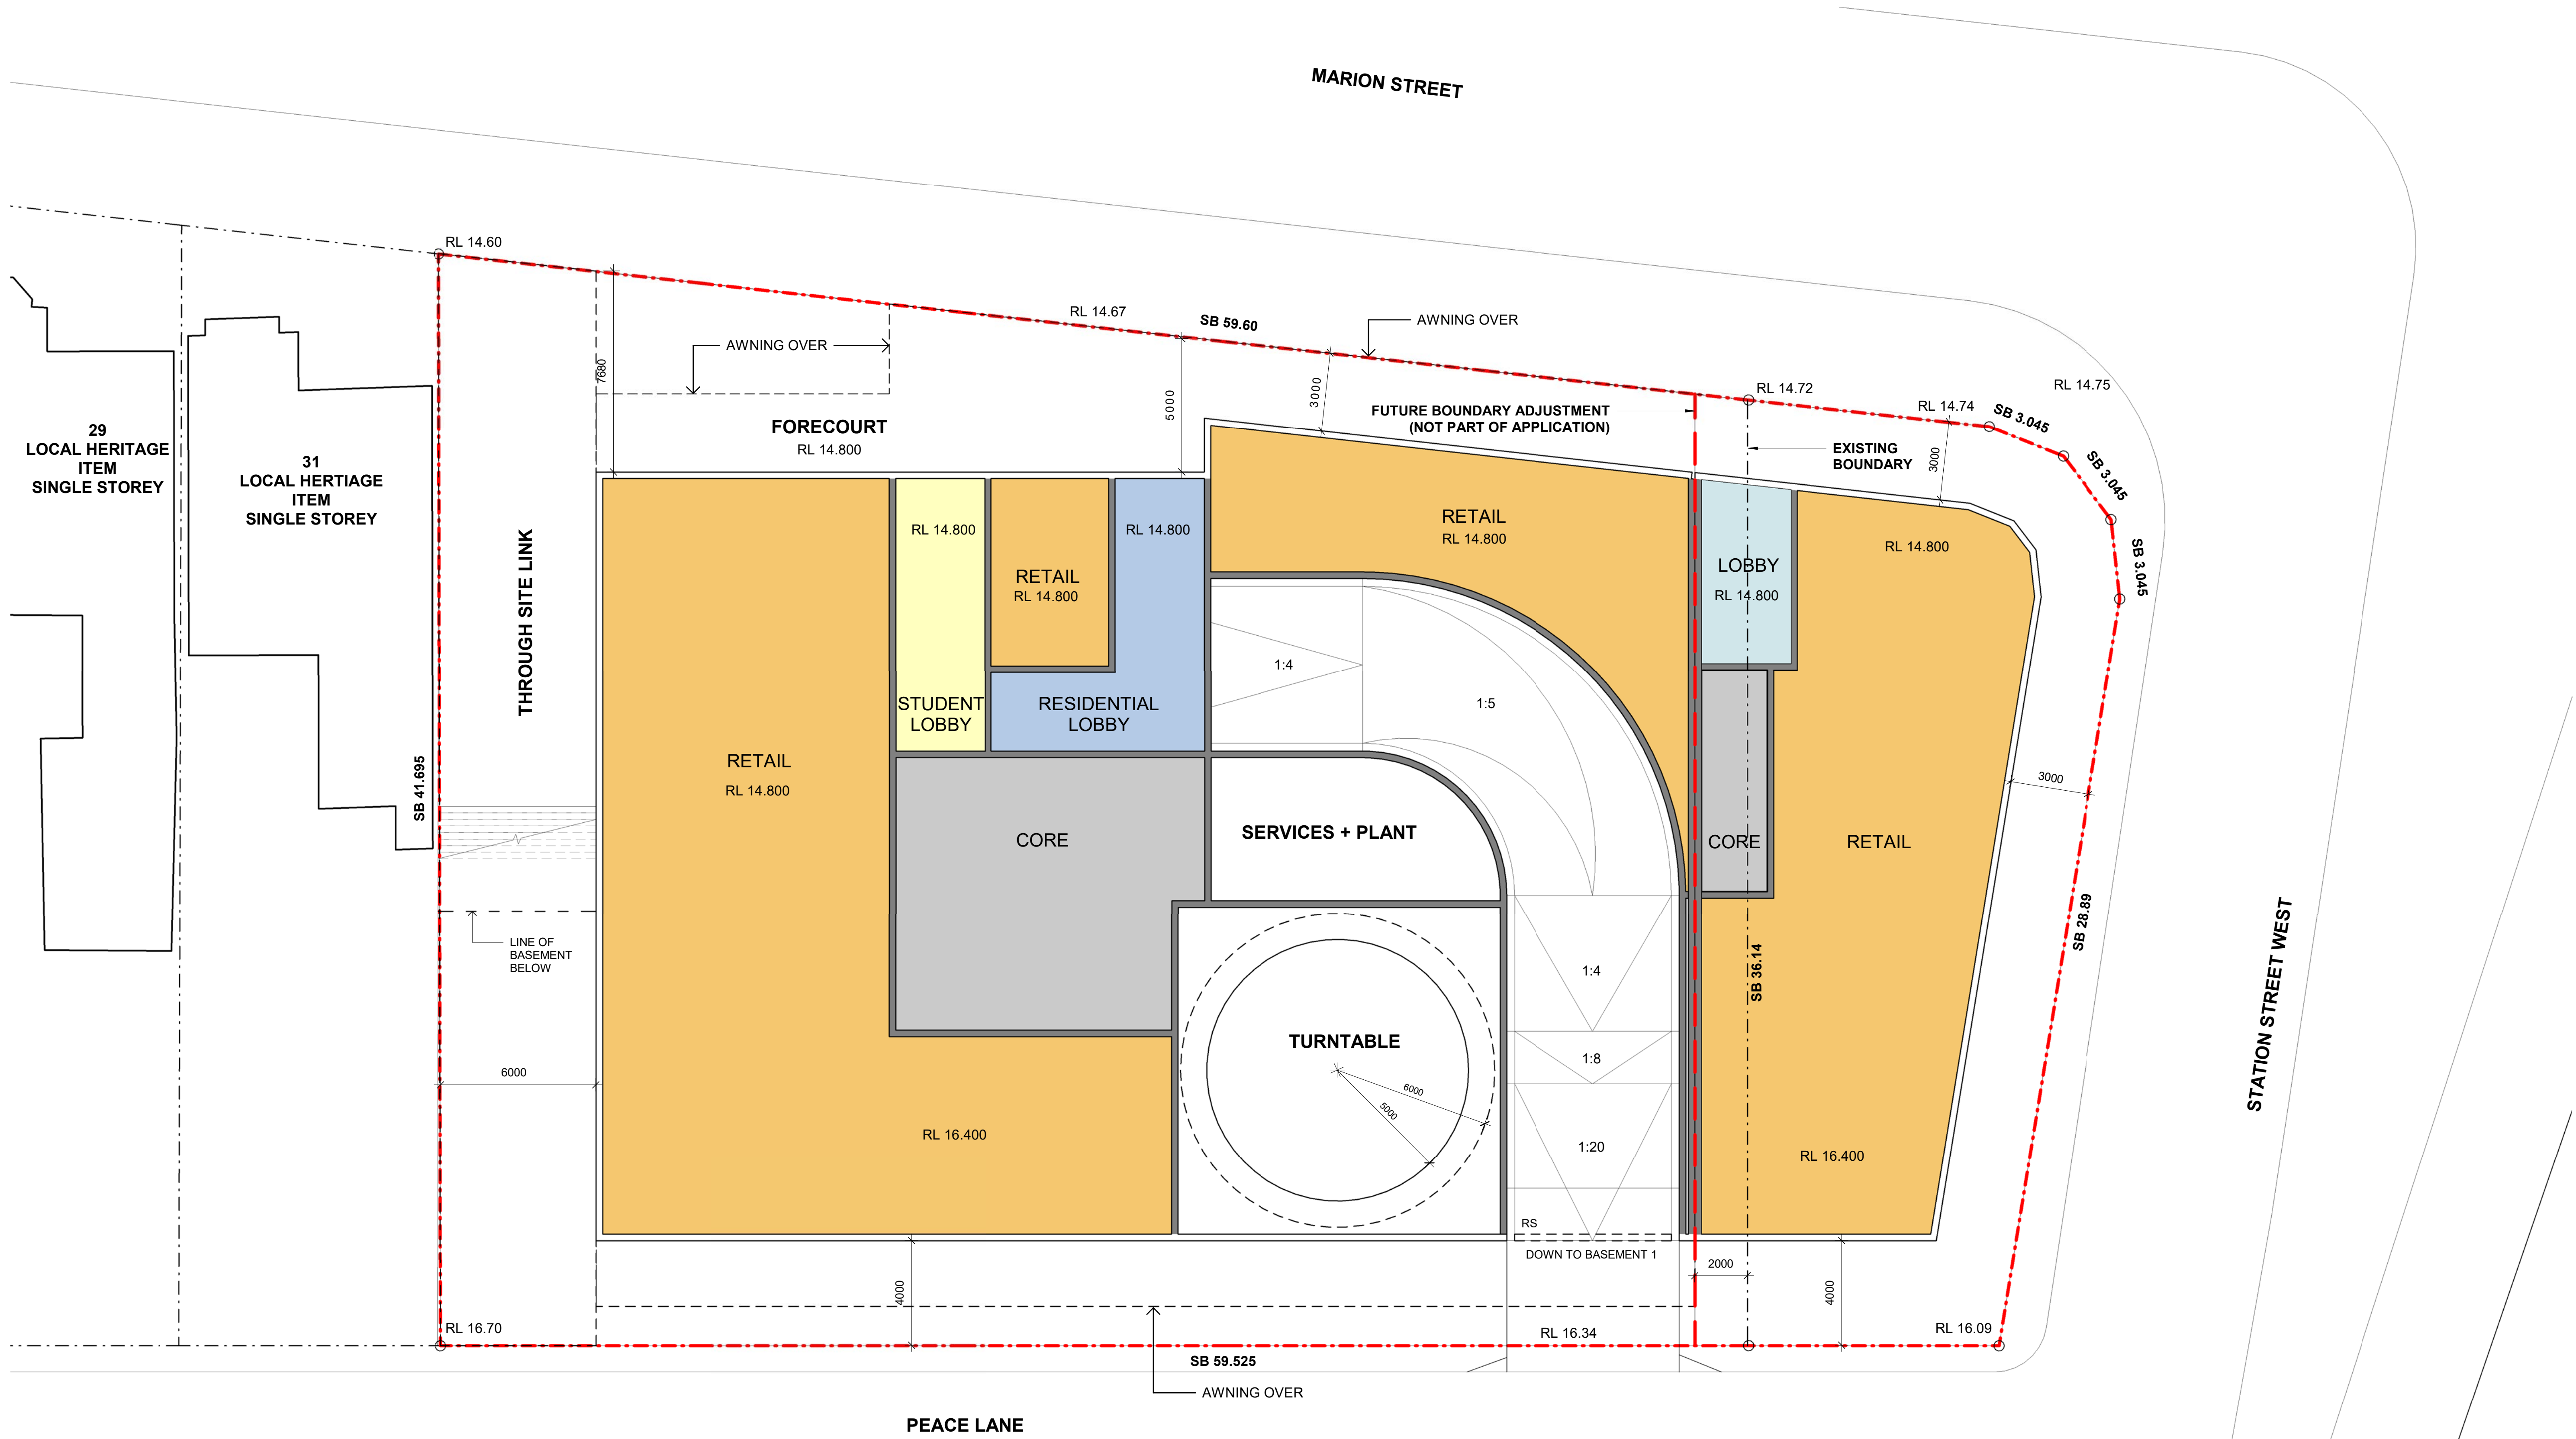 MARION STREET
RL 14.60
RL 14.67
SB 59.60
AWNING OVER
AWNING OVER
7680
5000
3000
RL 14.72
RL 14.75
RL 14.74
SB 3.045
FUTURE BOUNDARY ADJUSTMENT
(NOT PART OF APPLICATION)
FORECOURT
RL 14.800
EXISTING
BOUNDARY
3000
SB 3.045
SB 3.045
29
LOCAL HERITAGE
ITEM
SINGLE STOREY
31
LOCAL HERTIAGE
ITEM
SINGLE STOREY
THROUGH SITE LINK
RL 14.800
RL 14.800
RETAIL
RL 14.800
RETAIL
RL 14.800
LOBBY
RL 14.800
RL 14.800
1:4
1:5
STUDENT
LOBBY
RESIDENTIAL
LOBBY
RETAIL
RL 14.800
SB 41.695
CORE
SERVICES + PLANT
CORE
RETAIL
3000
LINE OF
BASEMENT
BELOW
SB 36.14
SB 28.89
STATION STREET WEST
1:4
TURNTABLE
1:8
6000
6000
5000
RL 16.400
1:20
RL 16.400
RS
DOWN TO BASEMENT 1
2000
4000
4000
RL 16.70
RL 16.34
RL 16.09
SB 59.525
AWNING OVER
PEACE LANE